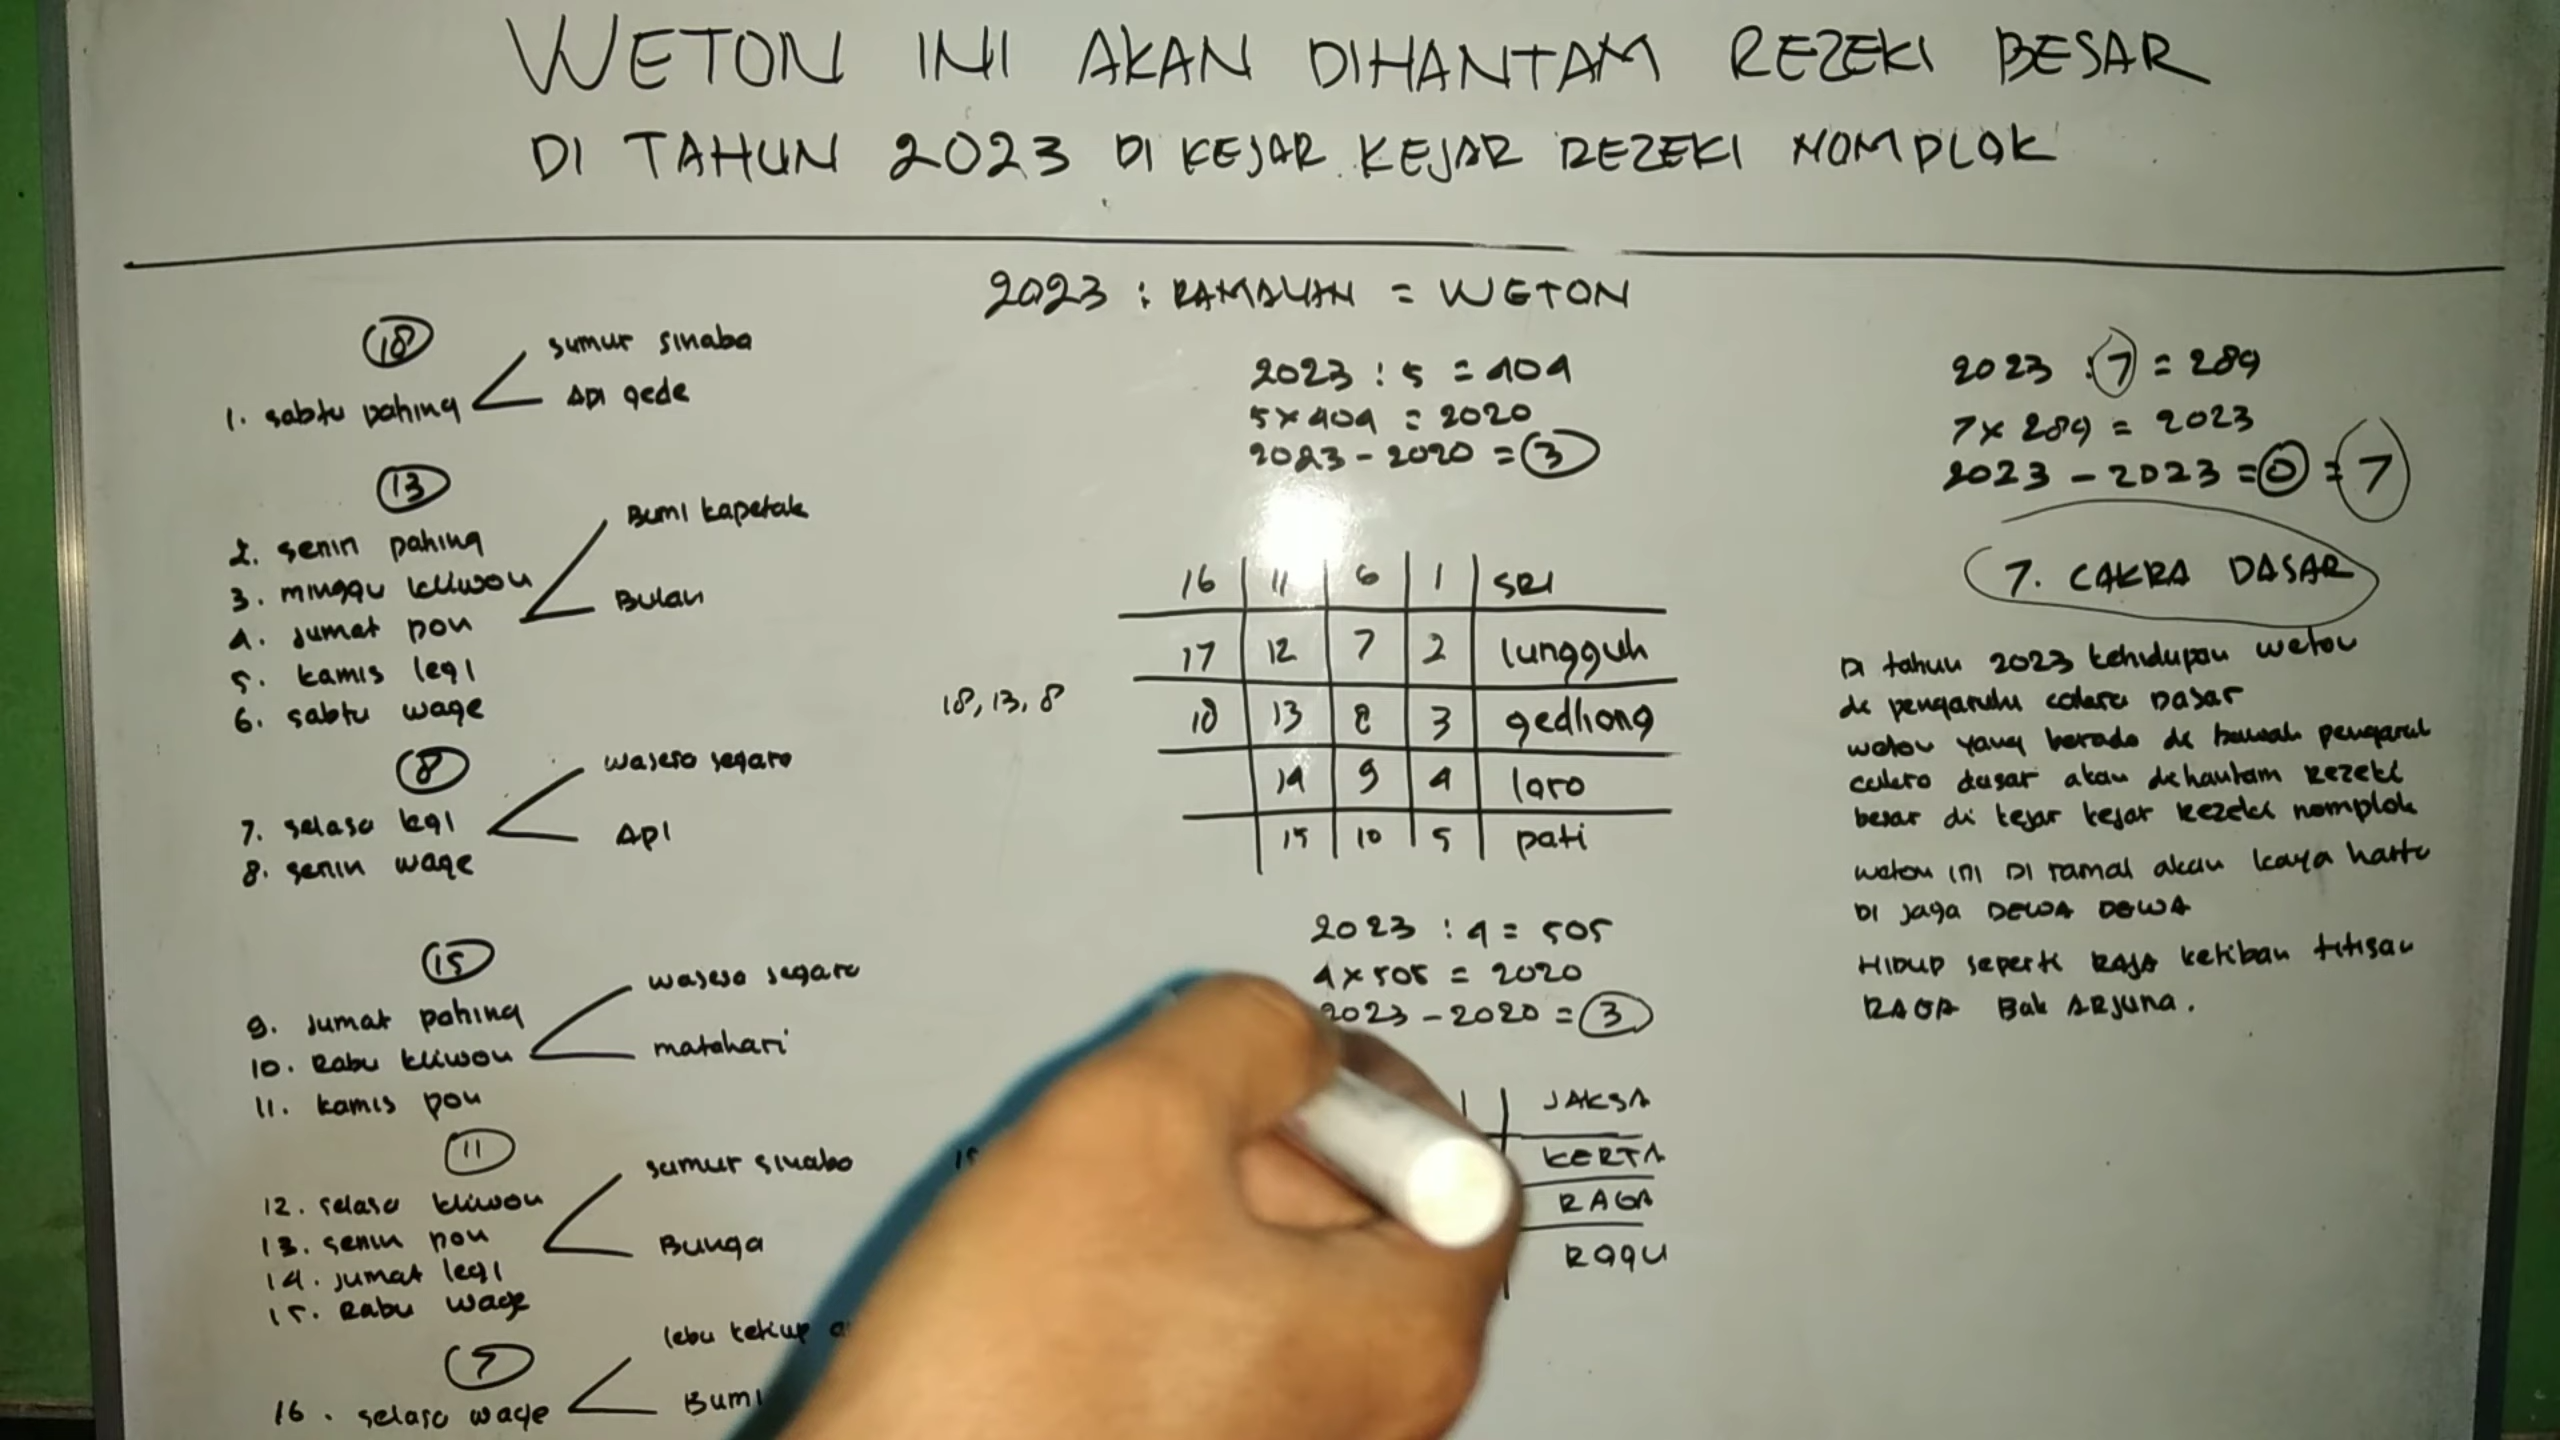 WETON INI AKAN DIHANTAM REZEKI BESAR
DI TAHUN 2023 DI KEJAR KEJAR REZEKI NOMPLOK
2023 : RAMALAN = WETON
18
1. sabtu pahing
sumur sinaba
Api gede
13
2. senin pahing
3. minggu kliwon
4. jumat pon
5. kamis legi
6. sabtu wage
Bumi kapetak
Bulan
8
7. selasa legi
8. senin wage
waseso segaro
Api
15
9. jumat pahing
10. Rabu kliwon
11. kamis pon
waseso segaro
matahari
11
12. selasa kliwon
13. senin pon
14. jumat legi
15. Rabu wage
sumur sinabo
Bunga
7
16. selasa wage
lebu ketiup
Bumi
2023 : 5 = 404
5 x 404 = 2020
2023 - 2020 = 3
18, 13, 8
16 11 6 1 SRI
17 12 7 2 lungguh
18 13 8 3 gedhong
14 9 4 loro
15 10 5 pati
2023 : 4 = 505
4 x 505 = 2020
2023 - 2020 = 3
JAKSA
KERTA
RAGA
RAGU
2023 : 7 = 289
7 x 289 = 2023
2023 - 2023 = 0 = 7
7. CAKRA DASAR
Di tahun 2023 kehidupan weton
di pengaruhi cakra Dasar
weton yang berada di bawah pengaruh
cakra dasar akan dihantam Rezeki
besar di kejar kejar Rezeki nomplok
weton ini Di ramal akan kaya harta
Di jaga DEWA DEWA
HIDUP seperti RAJA ketiban titisan
RAGA Bak ARJUNA.